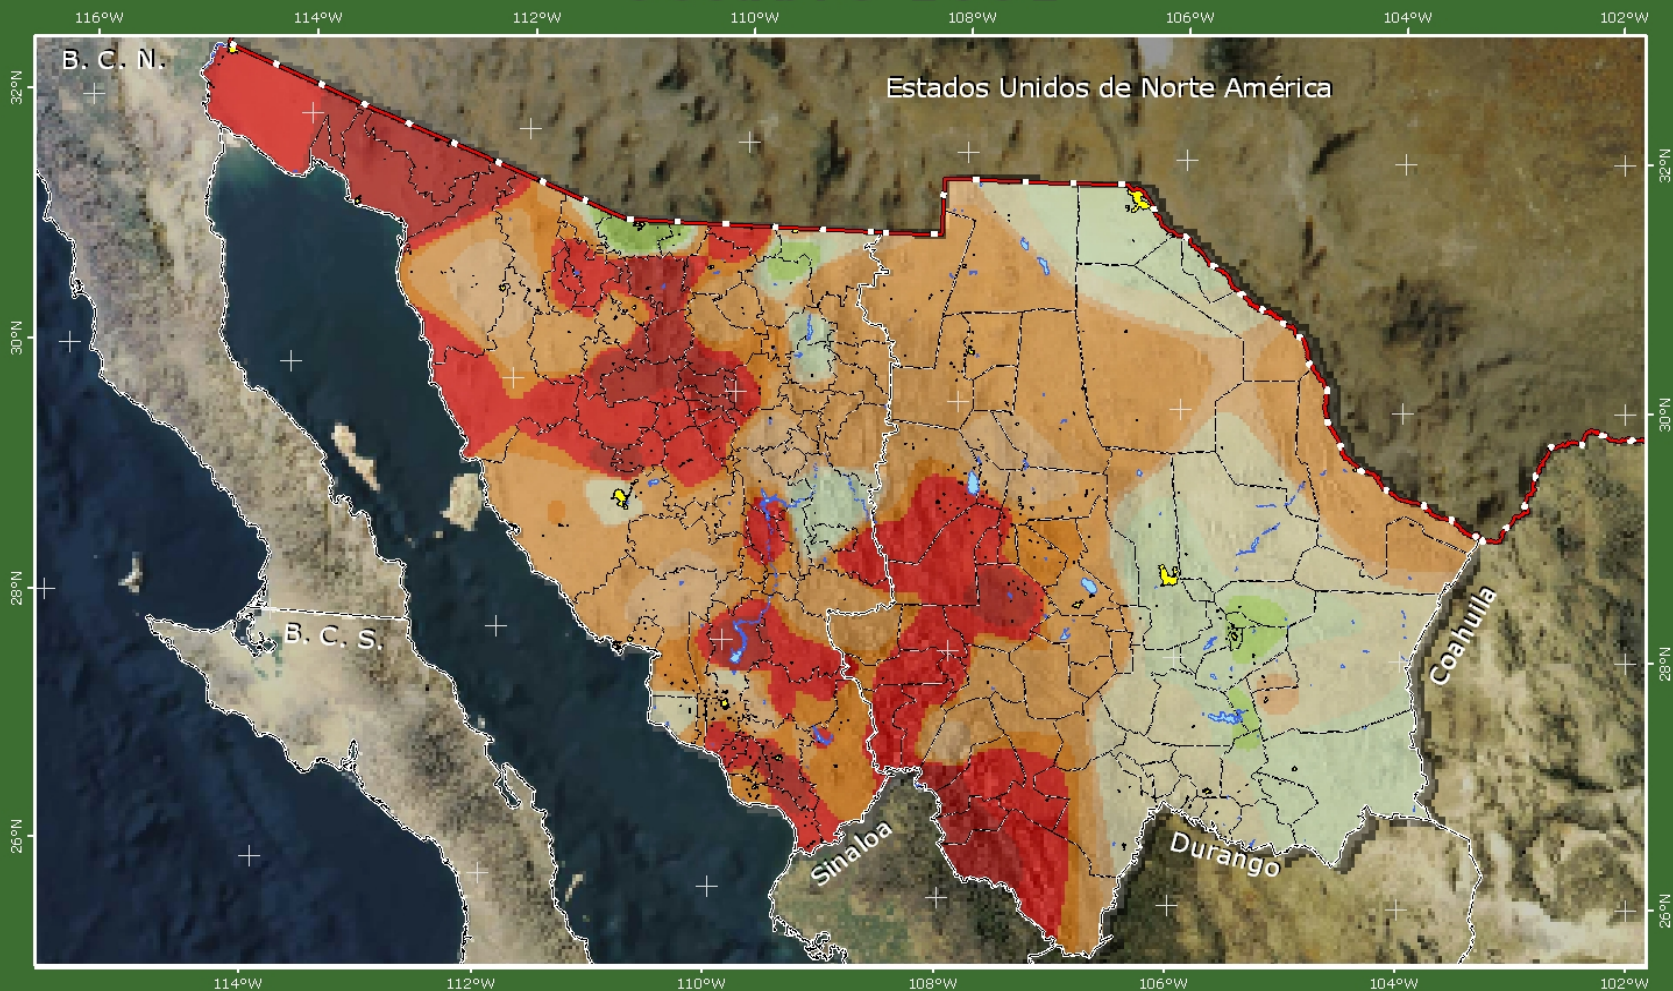 116°W 114°W 112°W 110°W 108°W 106°W 104°W 102°W
B. C. N.
Estados Unidos de Norte América
32°N
32°N
30°N
30°N
28°N
28°N
B. C. S.
Coahuila
26°N
Sinaloa
Durango
26°N
114°W 112°W 110°W 108°W 106°W 104°W 102°W